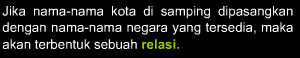 Jika nama-nama kota di samping dipasangkan
dengan nama-nama negara yang tersedia, maka
akan terbentuk sebuah relasi.